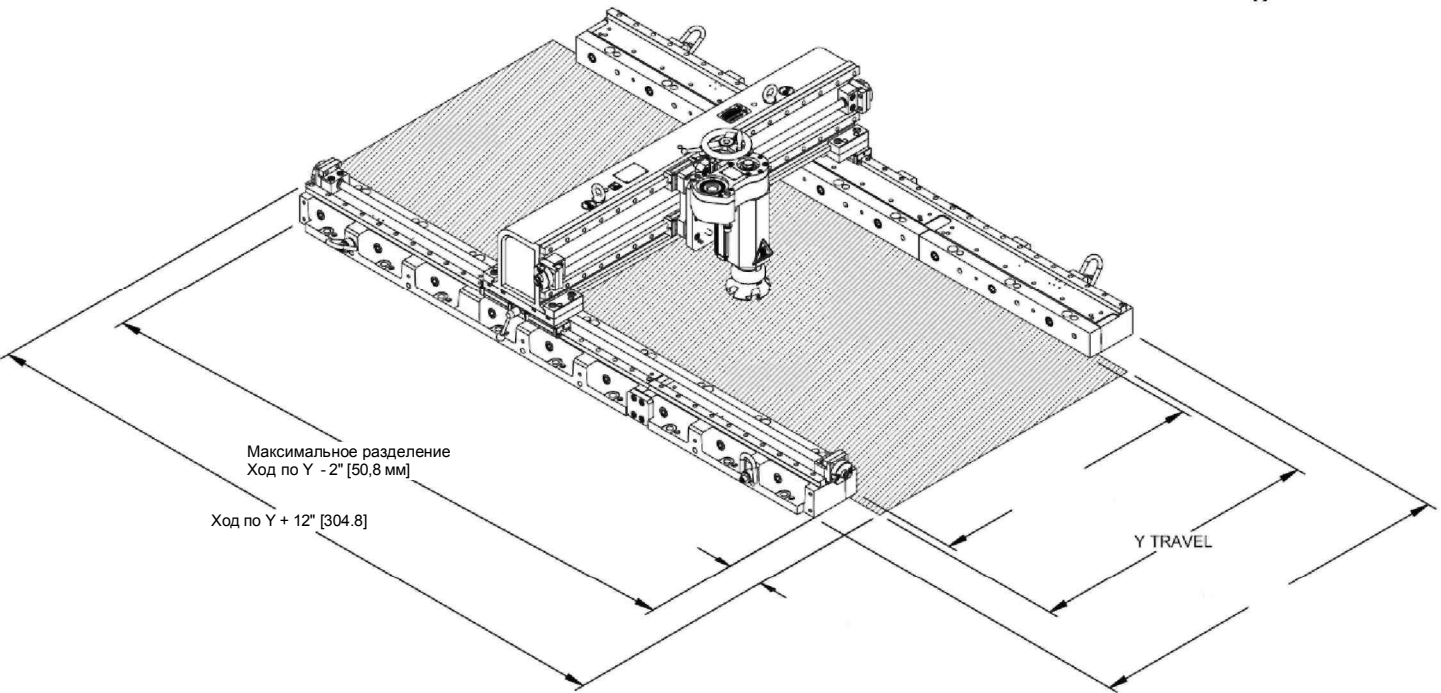 Максимальное разделение
Ход по Y - 2" [50,8 мм]
Ход по Y + 12" [304.8]
Y TRAVEL